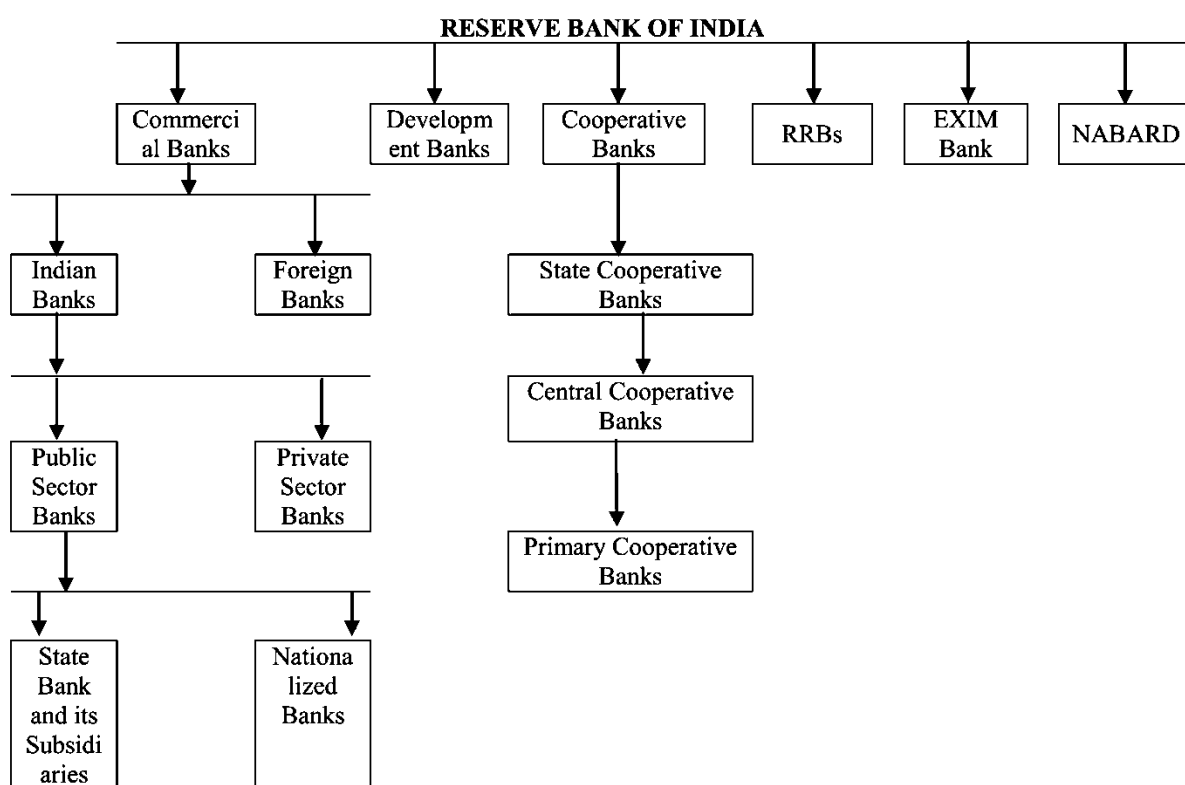 RESERVE BANK OF INDIA
Commerci
al Banks
Developm
ent Banks
Cooperative
Banks
RRBs
EXIM
Bank
NABARD
Indian
Banks
Foreign
Banks
State Cooperative
Banks
Central Cooperative
Banks
Public
Sector
Banks
Private
Sector
Banks
Primary Cooperative
Banks
State
Bank
and its
Subsidi
aries
Nationa
lized
Banks